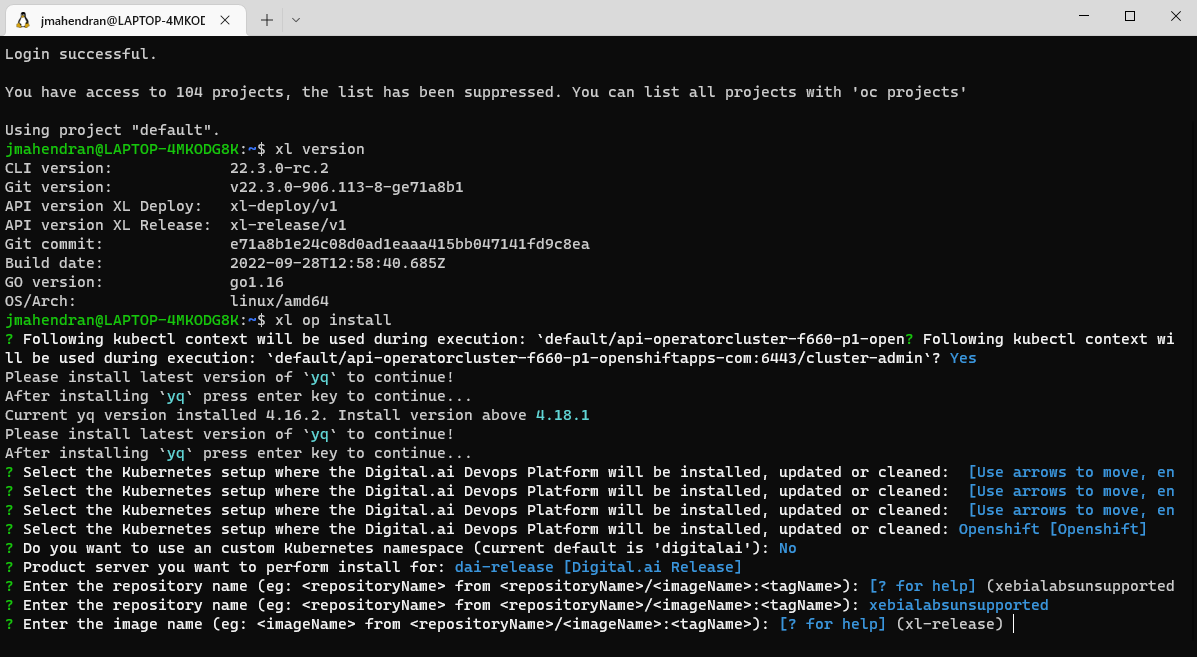 jmahendran@LAPTOP-4MKOD
Login successful.
You have access to 104 projects, the list has been suppressed. You can list all projects with 'oc projects'
Using project "default".
jmahendran@LAPTOP-4MKODG8K:~$ xl version
CLI version:             22.3.0-rc.2
Git version:             v22.3.0-906.113-8-ge71a8b1
API version XL Deploy:   xl-deploy/v1
API version XL Release:  xl-release/v1
Git commit:              e71a8b1e24c08d0ad1eaaa415bb047141fd9c8ea
Build date:              2022-09-28T12:58:40.685Z
GO version:              go1.16
OS/Arch:                 linux/amd64
jmahendran@LAPTOP-4MKODG8K:~$ xl op install
? Following kubectl context will be used during execution: `default/api-operatorcluster-f660-p1-open? Following kubectl context wi
ll be used during execution: `default/api-operatorcluster-f660-p1-openshiftapps-com:6443/cluster-admin`? Yes
Please install latest version of `yq` to continue!
After installing `yq` press enter key to continue...
Current yq version installed 4.16.2. Install version above 4.18.1
Please install latest version of `yq` to continue!
After installing `yq` press enter key to continue...
? Select the Kubernetes setup where the Digital.ai Devops Platform will be installed, updated or cleaned:  [Use arrows to move, en
? Select the Kubernetes setup where the Digital.ai Devops Platform will be installed, updated or cleaned:  [Use arrows to move, en
? Select the Kubernetes setup where the Digital.ai Devops Platform will be installed, updated or cleaned:  [Use arrows to move, en
? Select the Kubernetes setup where the Digital.ai Devops Platform will be installed, updated or cleaned: Openshift [Openshift]
? Do you want to use an custom Kubernetes namespace (current default is 'digitalai'): No
? Product server you want to perform install for: dai-release [Digital.ai Release]
? Enter the repository name (eg: <repositoryName> from <repositoryName>/<imageName>:<tagName>): [? for help] (xebialabsunsupported
? Enter the repository name (eg: <repositoryName> from <repositoryName>/<imageName>:<tagName>): xebialabsunsupported
? Enter the image name (eg: <imageName> from <repositoryName>/<imageName>:<tagName>): [? for help] (xl-release)